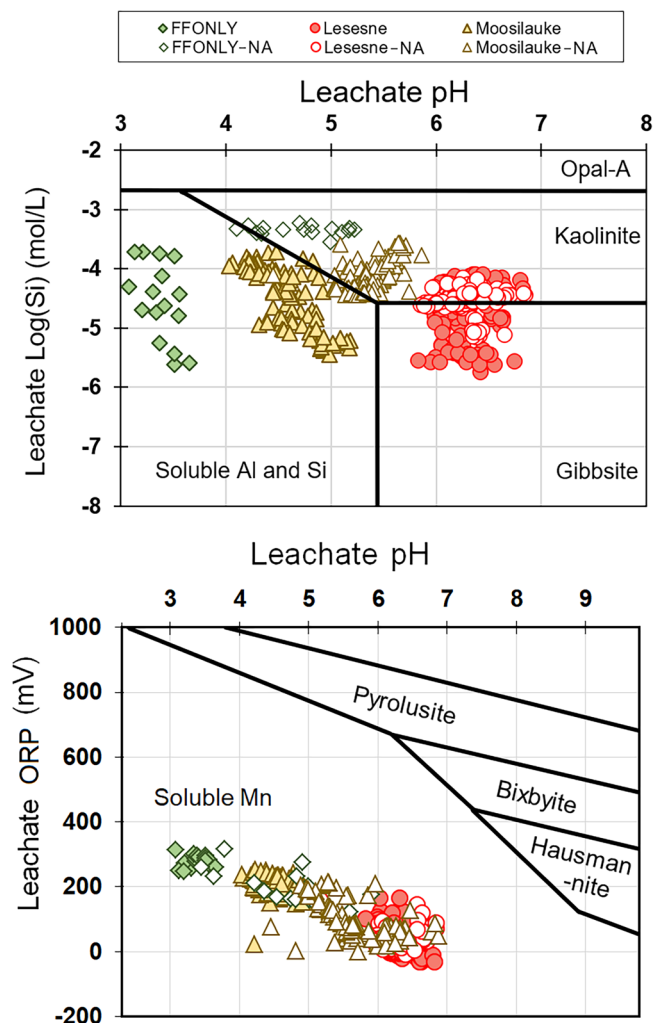 FFONLY Lesesne Moosilauke
FFONLY-NA Lesesne-NA Moosilauke-NA
Leachate pH
3 4 5 6 7 8
-2
-3
-4
-5
-6
-7
-8
Leachate Log(Si) (mol/L)
Opal-A
Kaolinite
Soluble Al and Si
Gibbsite
Leachate pH
3 4 5 6 7 8 9
1000
800
600
400
200
0
-200
Leachate ORP (mV)
Pyrolusite
Bixbyite
Soluble Mn
Hausman
-nite